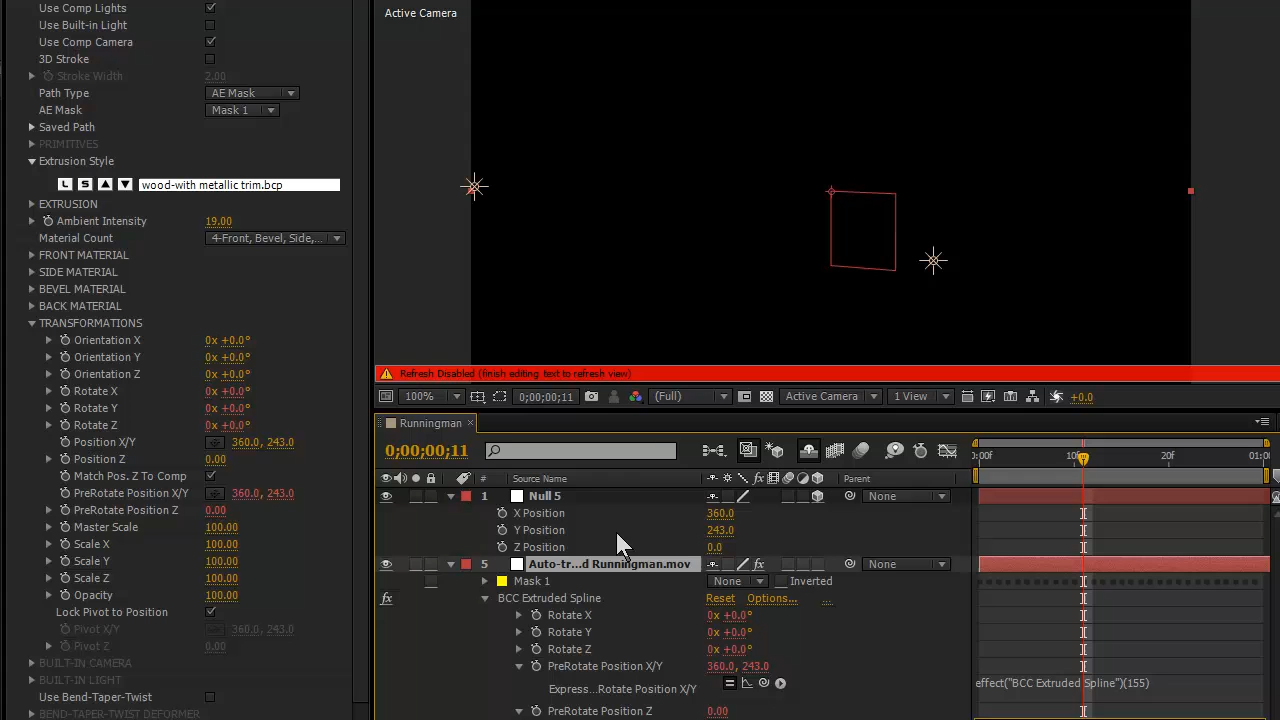 Use Comp Lights
Use Built-in Light
Use Comp Camera
3D Stroke
Stroke Width 2.00
Path Type AE Mask
AE Mask Mask 1
Saved Path
PRIMITIVES
Extrusion Style
L S wood-with metallic trim.bcp
EXTRUSION
Ambient Intensity 19.00
Material Count 4-Front, Bevel, Side,...
FRONT MATERIAL
SIDE MATERIAL
BEVEL MATERIAL
BACK MATERIAL
TRANSFORMATIONS
Orientation X 0x +0.0°
Orientation Y 0x +0.0°
Orientation Z 0x +0.0°
Rotate X 0x +0.0°
Rotate Y 0x +0.0°
Rotate Z 0x +0.0°
Position X/Y 360.0, 243.0
Position Z 0.00
Match Pos. Z To Comp
PreRotate Position X/Y 360.0, 243.0
PreRotate Position Z 0.00
Master Scale 100.00
Scale X 100.00
Scale Y 100.00
Scale Z 100.00
Opacity 100.00
Lock Pivot to Position
Pivot X/Y 360.0, 243.0
Pivot Z 0.00
BUILT-IN CAMERA
BUILT-IN LIGHT
Use Bend-Taper-Twist
BEND-TAPER-TWIST DEFORMER
Active Camera
Refresh Disabled (finish editing text to refresh view)
100% 0;00;00;11 (Full) Active Camera 1 View +0.0
Runningman ×
0;00;00;11 :00f 10f 20f 01:0
# Source Name fx Parent
1 Null 5 None
X Position 360.0
Y Position 243.0
Z Position 0.0
5 Auto-tr...d Runningman.mov fx None
Mask 1 None Inverted
fx BCC Extruded Spline Reset Options... ...
Rotate X 0x +0.0°
Rotate Y 0x +0.0°
Rotate Z 0x +0.0°
PreRotate Position X/Y 360.0, 243.0
Express...Rotate Position X/Y effect("BCC Extruded Spline")(155)
PreRotate Position Z 0.00